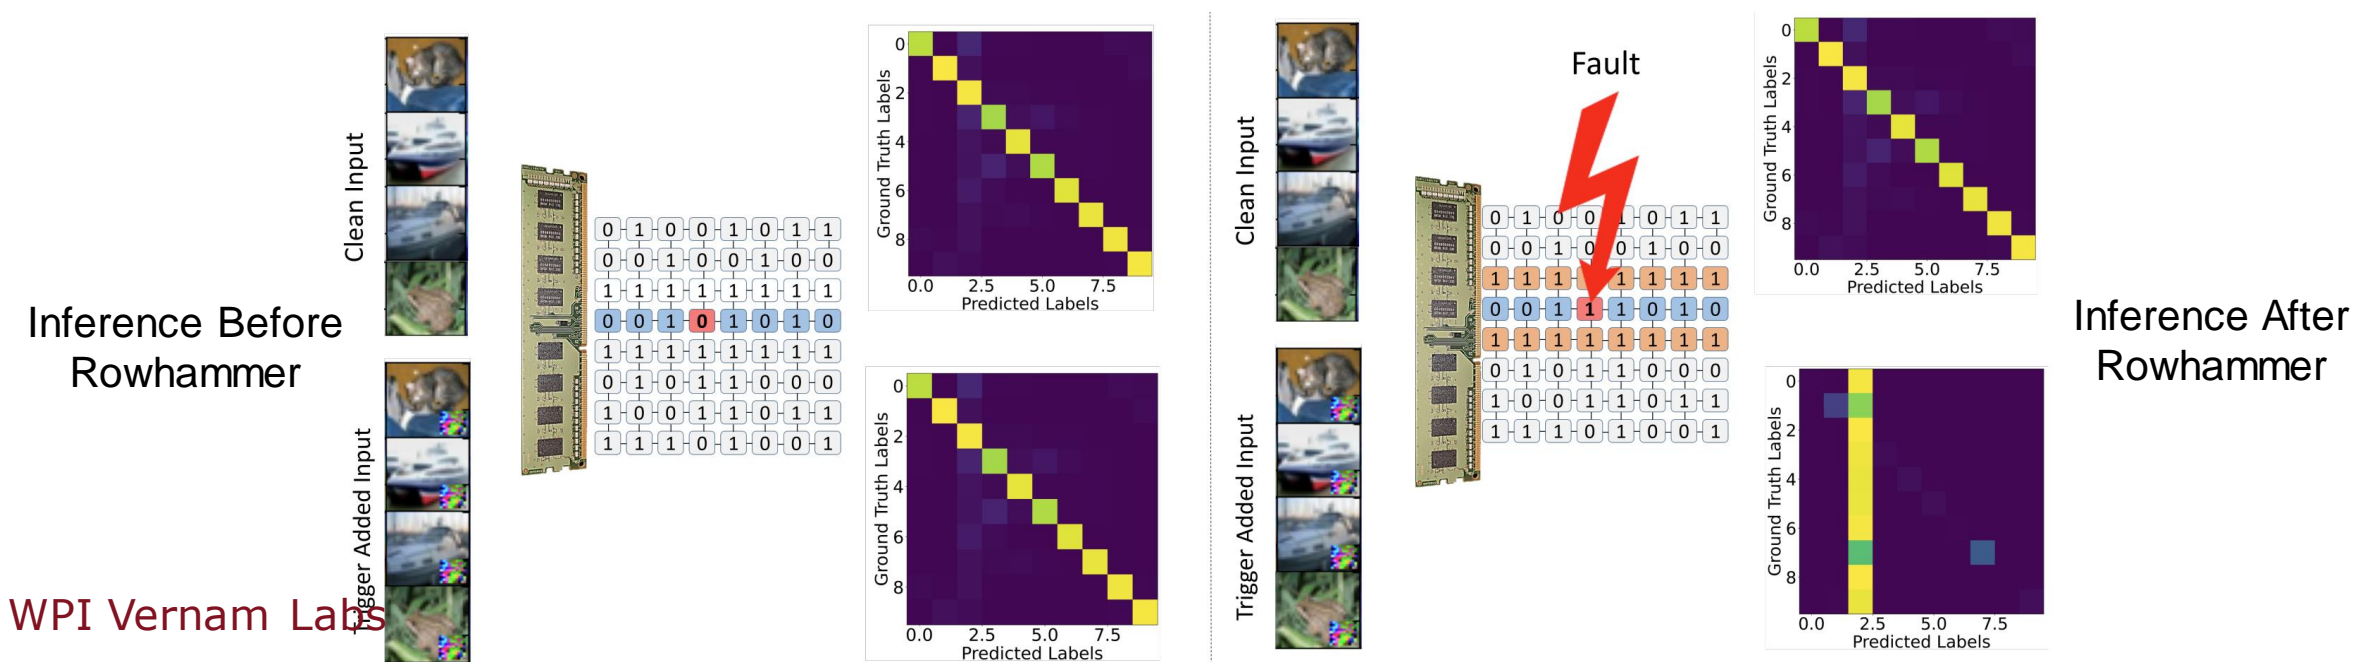 Inference Before
Rowhammer
WPI Vernam Labs
Clean Input
Trigger Added Input
0 1 0 0 1 0 1 1
0 0 1 0 0 1 0 0
1 1 1 1 1 1 1 1
0 0 1 0 1 0 1 0
1 1 1 1 1 1 1 1
0 1 0 1 1 0 0 0
1 0 0 1 1 0 1 1
1 1 1 0 1 0 0 1
Ground Truth Labels
0
2
4
6
8
0.0 2.5 5.0 7.5
Predicted Labels
Ground Truth Labels
0
2
4
6
8
0.0 2.5 5.0 7.5
Predicted Labels
Clean Input
Trigger Added Input
Fault
0 1 0 0 1 0 1 1
0 0 1 0 0 1 0 0
1 1 1 1 1 1 1
0 0 1 1 1 0 1 0
1 1 1 1 1 1 1 1
0 1 0 1 1 0 0 0
1 0 0 1 1 0 1 1
1 1 1 0 1 0 0 1
Ground Truth Labels
0
2
4
6
8
0.0 2.5 5.0 7.5
Predicted Labels
Ground Truth Labels
0
2
4
6
8
0.0 2.5 5.0 7.5
Predicted Labels
Inference After
Rowhammer